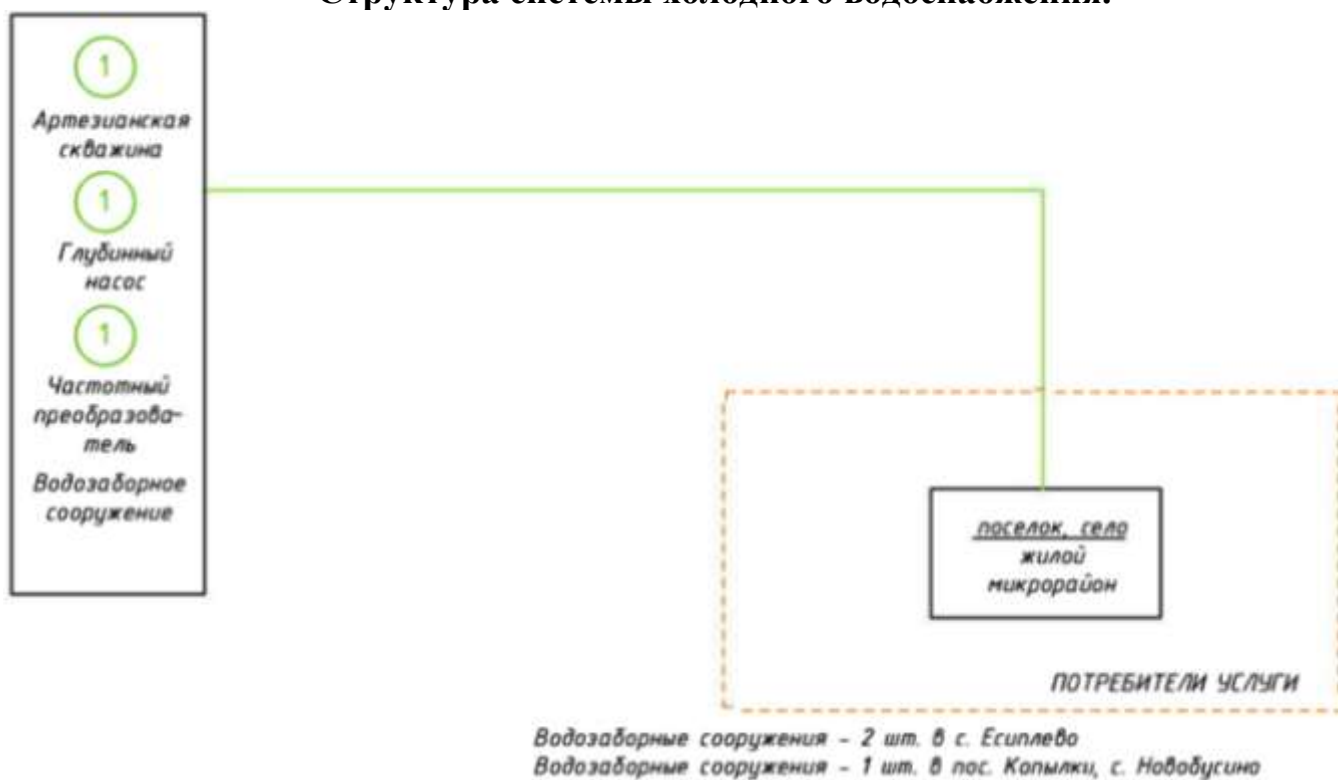 Структура системы холодного водоснабжения.
1
Артезианская
скважина
1
Глубинный
насос
1
Частотный
преобразова-
тель
Водозаборное
сооружение
поселок, село
жилой
микрорайон
ПОТРЕБИТЕЛИ УСЛУГИ
Водозаборные сооружения - 2 шт. в с. Есиплево
Водозаборные сооружения - 1 шт. в пос. Копылки, с. Новобусино